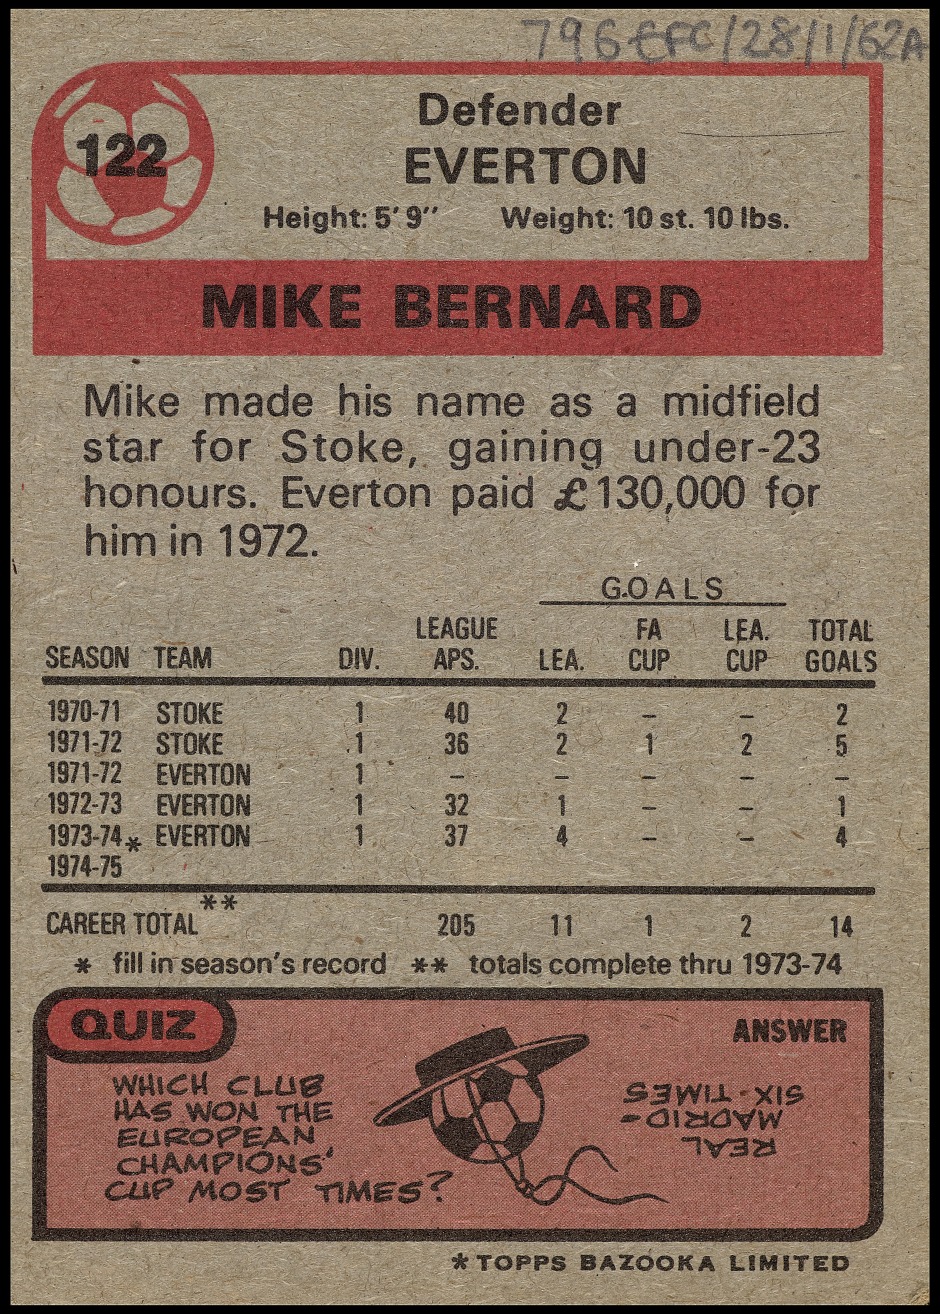 796 EFC/28/1/62A
122
Defender
EVERTON
Height: 5' 9" Weight: 10 st. 10 lbs.
MIKE BERNARD
Mike made his name as a midfield
star for Stoke, gaining under-23
honours. Everton paid £130,000 for
him in 1972.
GOALS
LEAGUE FA LEA. TOTAL
SEASON TEAM DIV. APS. LEA. CUP CUP GOALS
1970-71 STOKE 1 40 2 – – 2
1971-72 STOKE 1 36 2 1 2 5
1971-72 EVERTON 1 – – – – –
1972-73 EVERTON 1 32 1 – – 1
1973-74 EVERTON 1 37 4 – – 4
1974-75*
CAREER TOTAL** 205 11 1 2 14
* fill in season's record ** totals complete thru 1973-74
QUIZ
WHICH CLUB
HAS WON THE
EUROPEAN
CHAMPIONS'
CUP MOST TIMES?
ANSWER
REAL
MADRID-
SIX-TIMES
*TOPPS BAZOOKA LIMITED